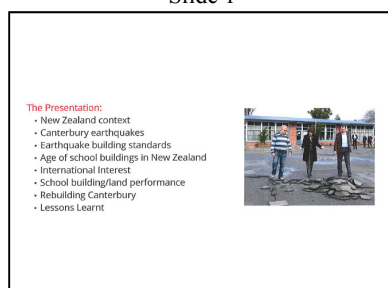 Slide 1
The Presentation:
• New Zealand context
• Canterbury earthquakes
• Earthquake building standards
• Age of school buildings in New Zealand
• International Interest
• School building/land performance
• Rebuilding Canterbury
• Lessons Learnt